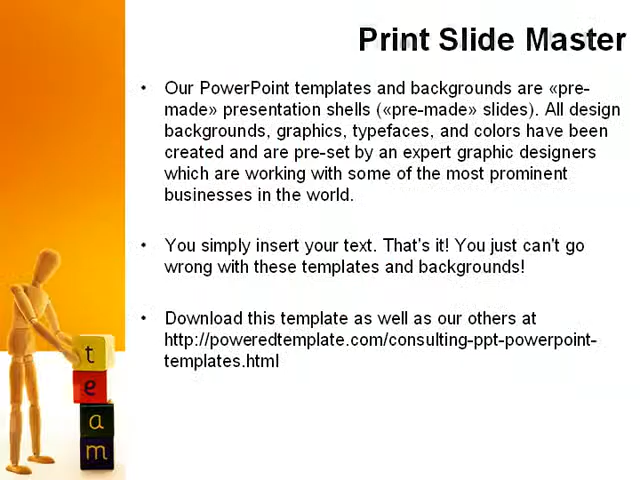 Print Slide Master
• Our PowerPoint templates and backgrounds are «pre-
made» presentation shells («pre-made» slides). All design
backgrounds, graphics, typefaces, and colors have been
created and are pre-set by an expert graphic designers
which are working with some of the most prominent
businesses in the world.
• You simply insert your text. That's it! You just can't go
wrong with these templates and backgrounds!
• Download this template as well as our others at
http://poweredtemplate.com/consulting-ppt-powerpoint-
templates.html
t
e
a
m